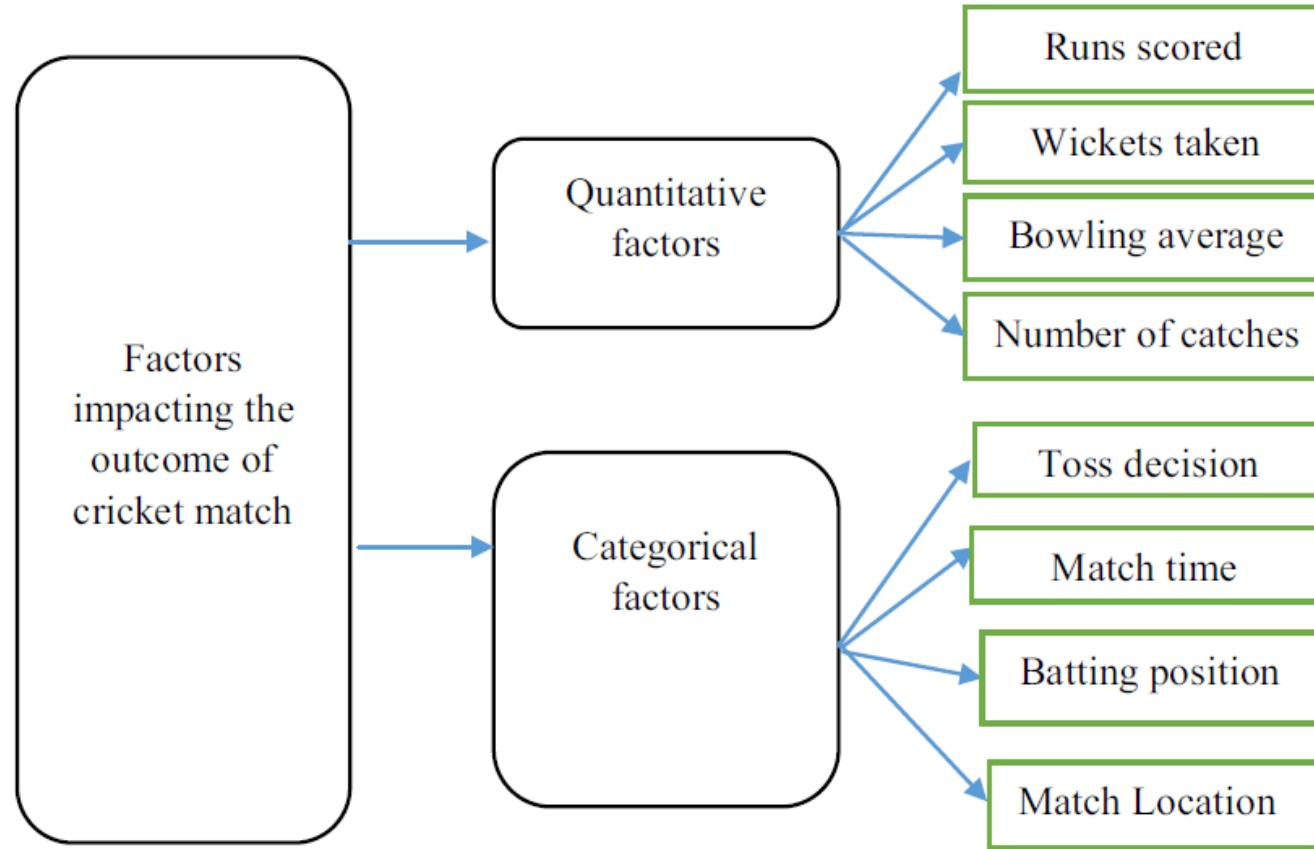 Factors
impacting the
outcome of
cricket match
Quantitative
factors
Runs scored
Wickets taken
Bowling average
Number of catches
Categorical
factors
Toss decision
Match time
Batting position
Match Location